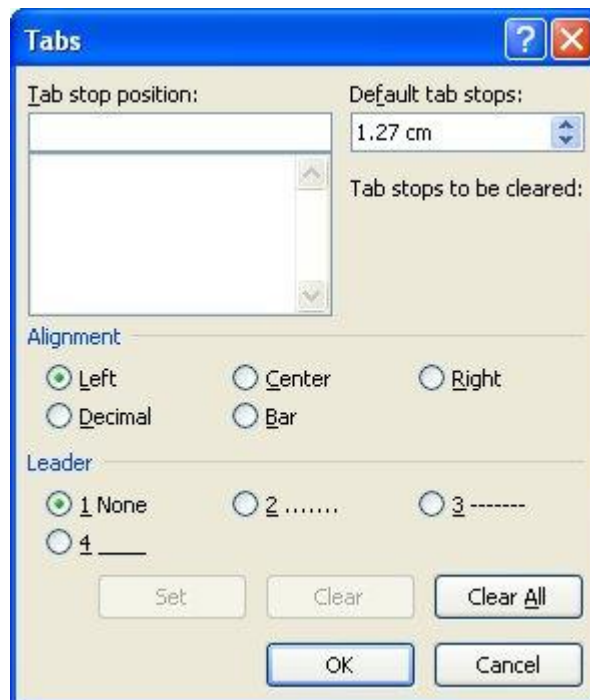 Tabs
Tab stop position: Default tab stops:
1.27 cm
Tab stops to be cleared:
Alignment
Left Center Right
Decimal Bar
Leader
1 None 2 ....... 3 -------
4 ____
Set Clear Clear All
OK Cancel